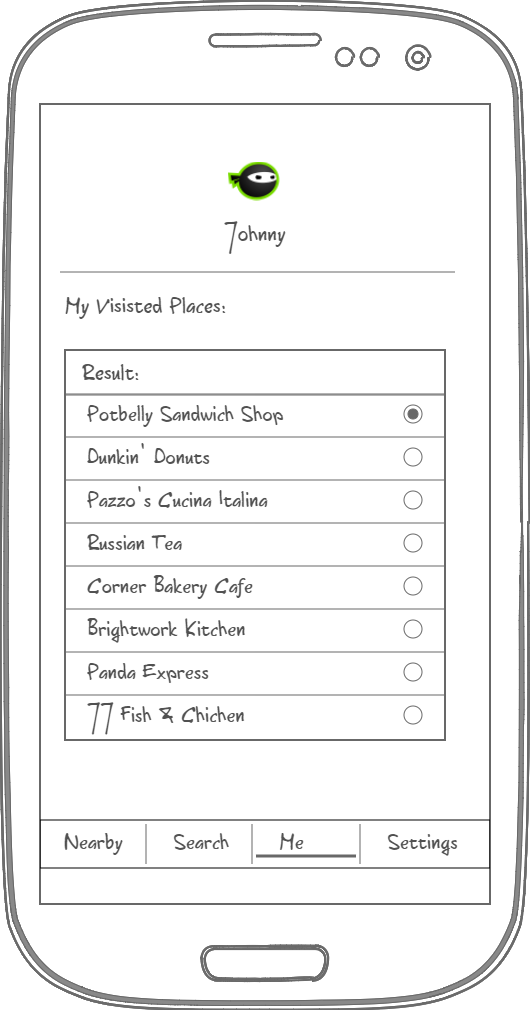 Johnny
My Visisted Places:
Result:
Potbelly Sandwich Shop
Dunkin' Donuts
Pazzo's Cucina Italina
Russian Tea
Corner Bakery Cafe
Brightwork Kitchen
Panda Express
JJ Fish & Chichen
Nearby Search Me Settings